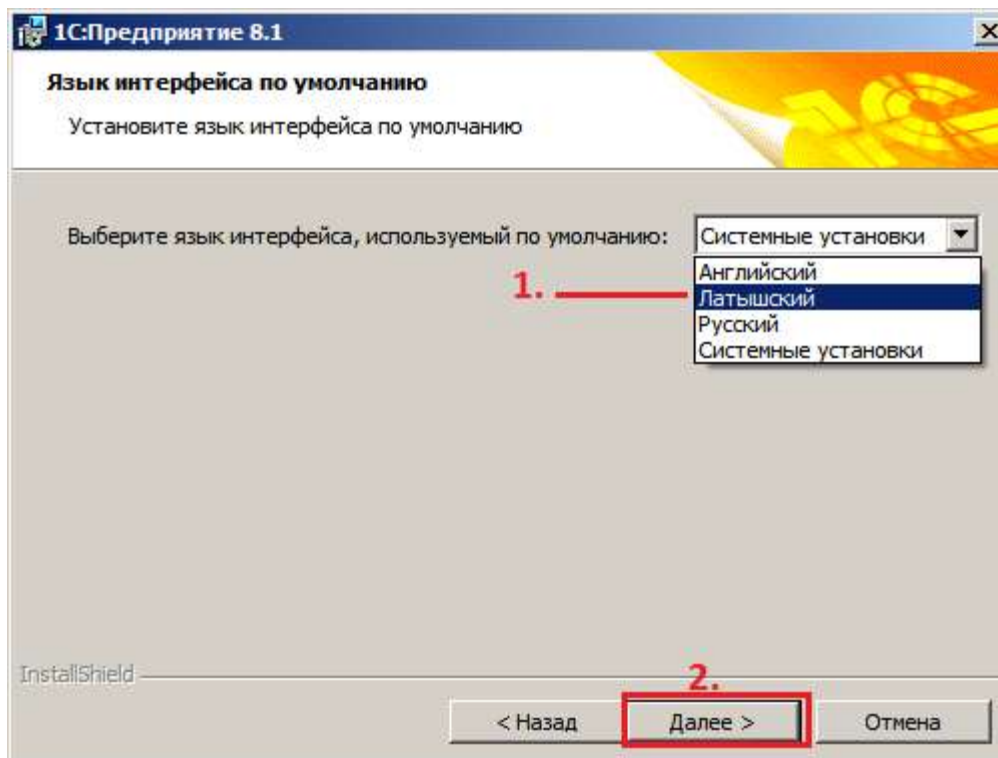 1С:Предприятие 8.1
Язык интерфейса по умолчанию
Установите язык интерфейса по умолчанию
1С
Выберите язык интерфейса, используемый по умолчанию: Системные установки
Английский
1. Латышский
Русский
Системные установки
InstallShield
2.
< Назад Далее > Отмена